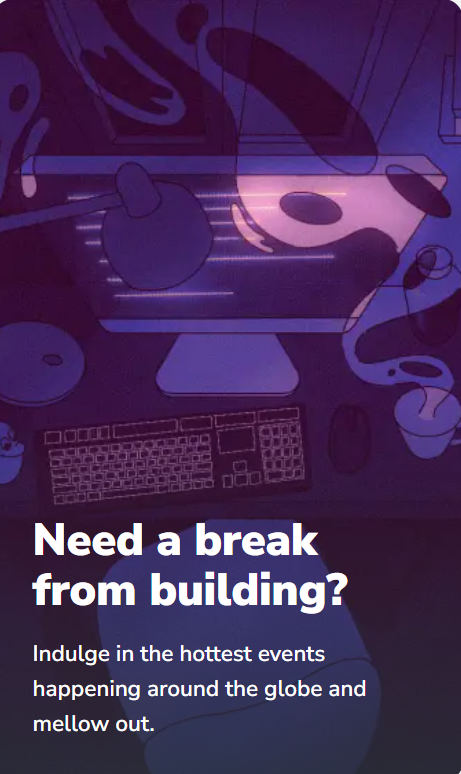 Need a break
from building?
Indulge in the hottest events
happening around the globe and
mellow out.